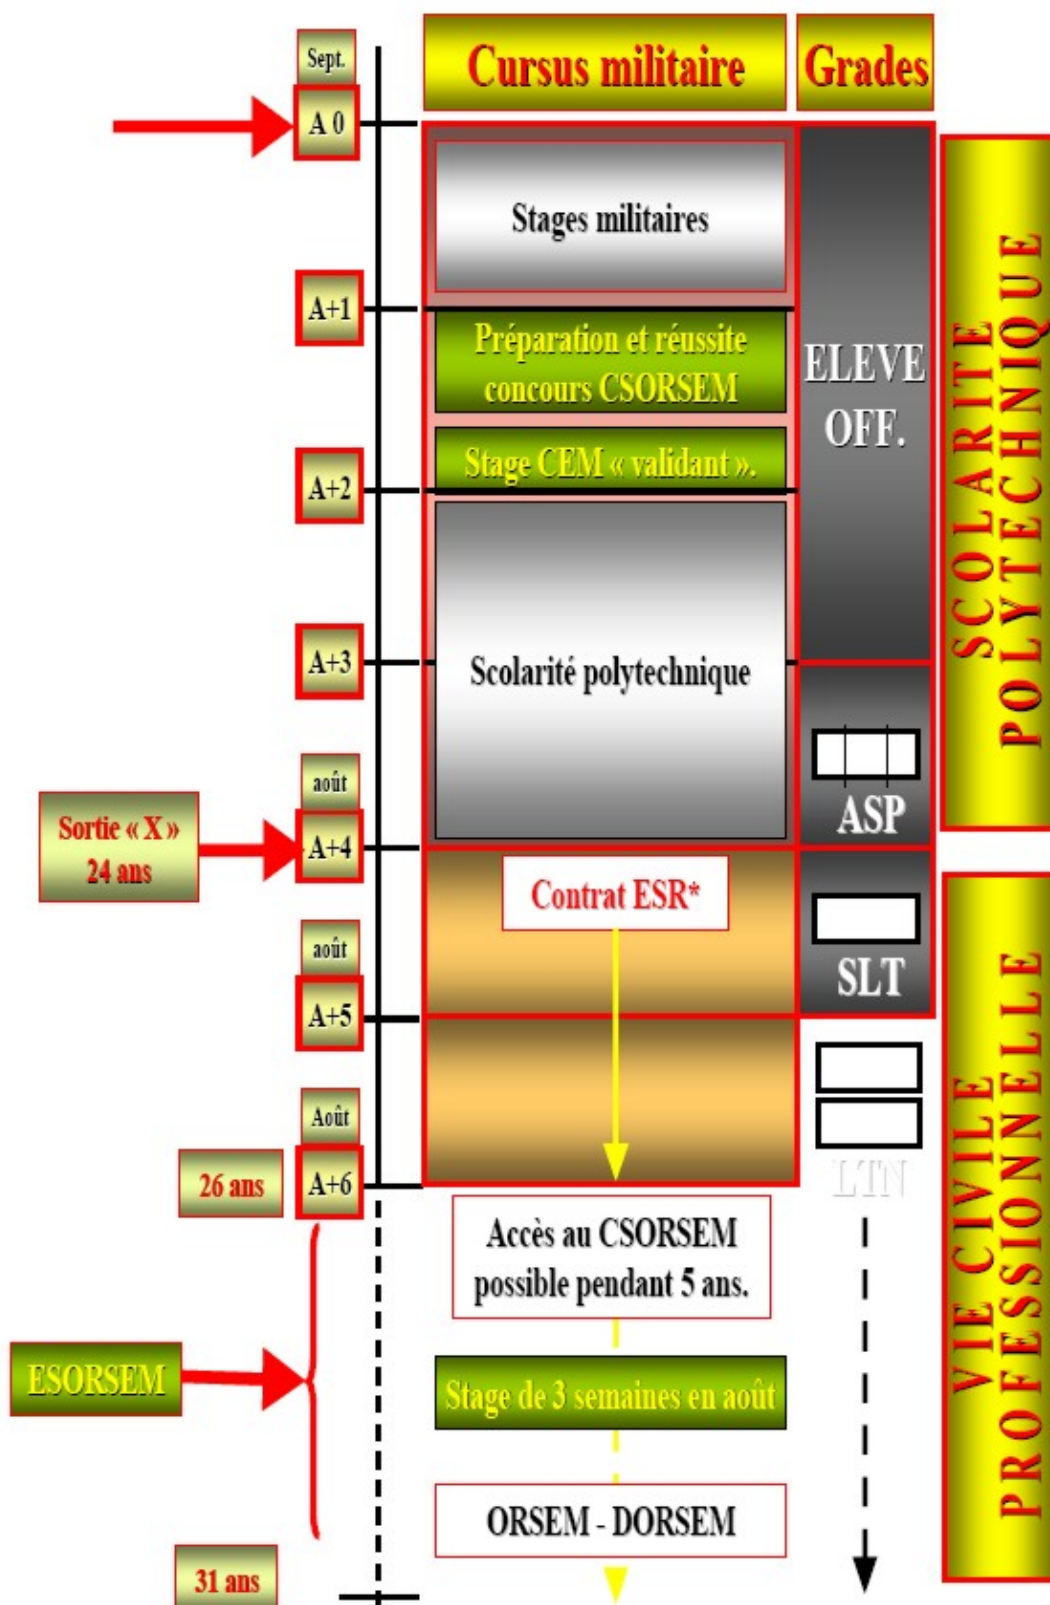 Sept.
Cursus militaire
Grades
A 0
Stages militaires
A+1
Préparation et réussite
concours CSORSEM
ELEVE
OFF.
Stage CEM « validant ».
A+2
SCOLARITE
POLYTECHNIQUE
A+3
Scolarité polytechnique
août
ASP
Sortie « X »
24 ans
A+4
Contrat ESR*
août
SLT
A+5
Août
26 ans
A+6
LTN
Accès au CSORSEM
possible pendant 5 ans.
VIE CIVILE
PROFESSIONNELLE
ESORSEM
Stage de 3 semaines en août
ORSEM - DORSEM
31 ans